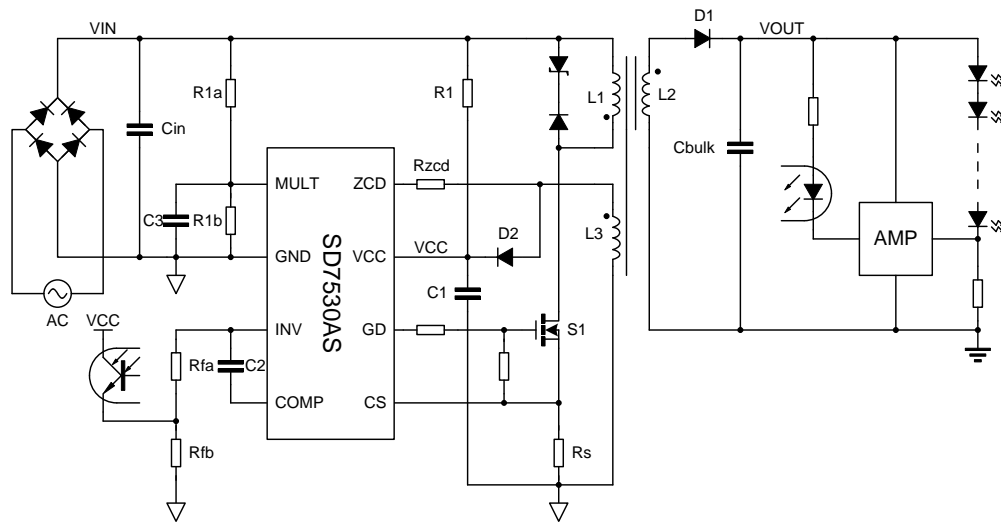 D1
VIN
VOUT
R1a
R1
L1
L2
Cin
Cbulk
Rzcd
MULT
ZCD
C3
R1b
L3
D2
AMP
GND
VCC
VCC
SD7530AS
C1
AC
VCC
INV
GD
S1
Rfa
C2
COMP
CS
Rfb
Rs